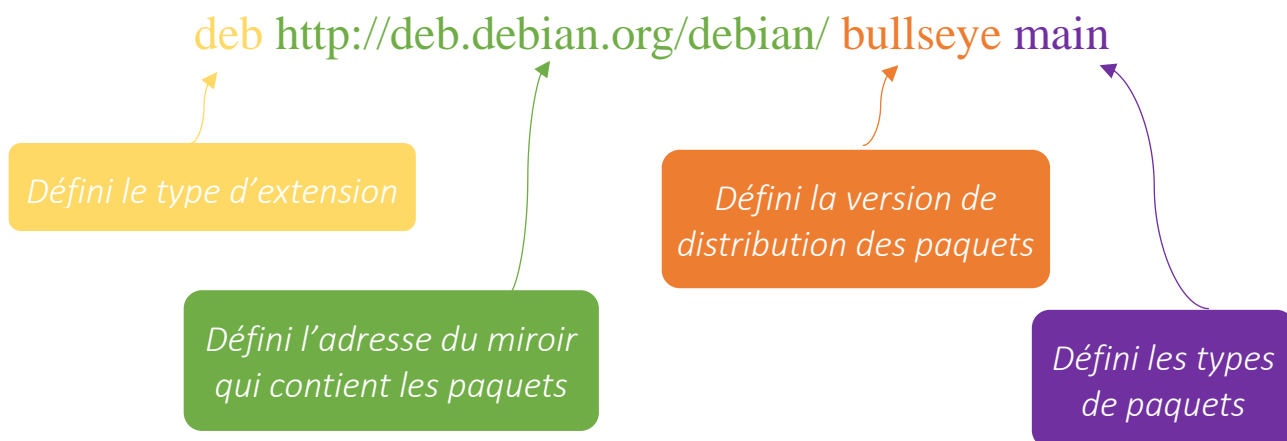 deb http://deb.debian.org/debian/ bullseye main
Défini le type d’extension
Défini la version de
distribution des paquets
Défini l’adresse du miroir
qui contient les paquets
Défini les types
de paquets